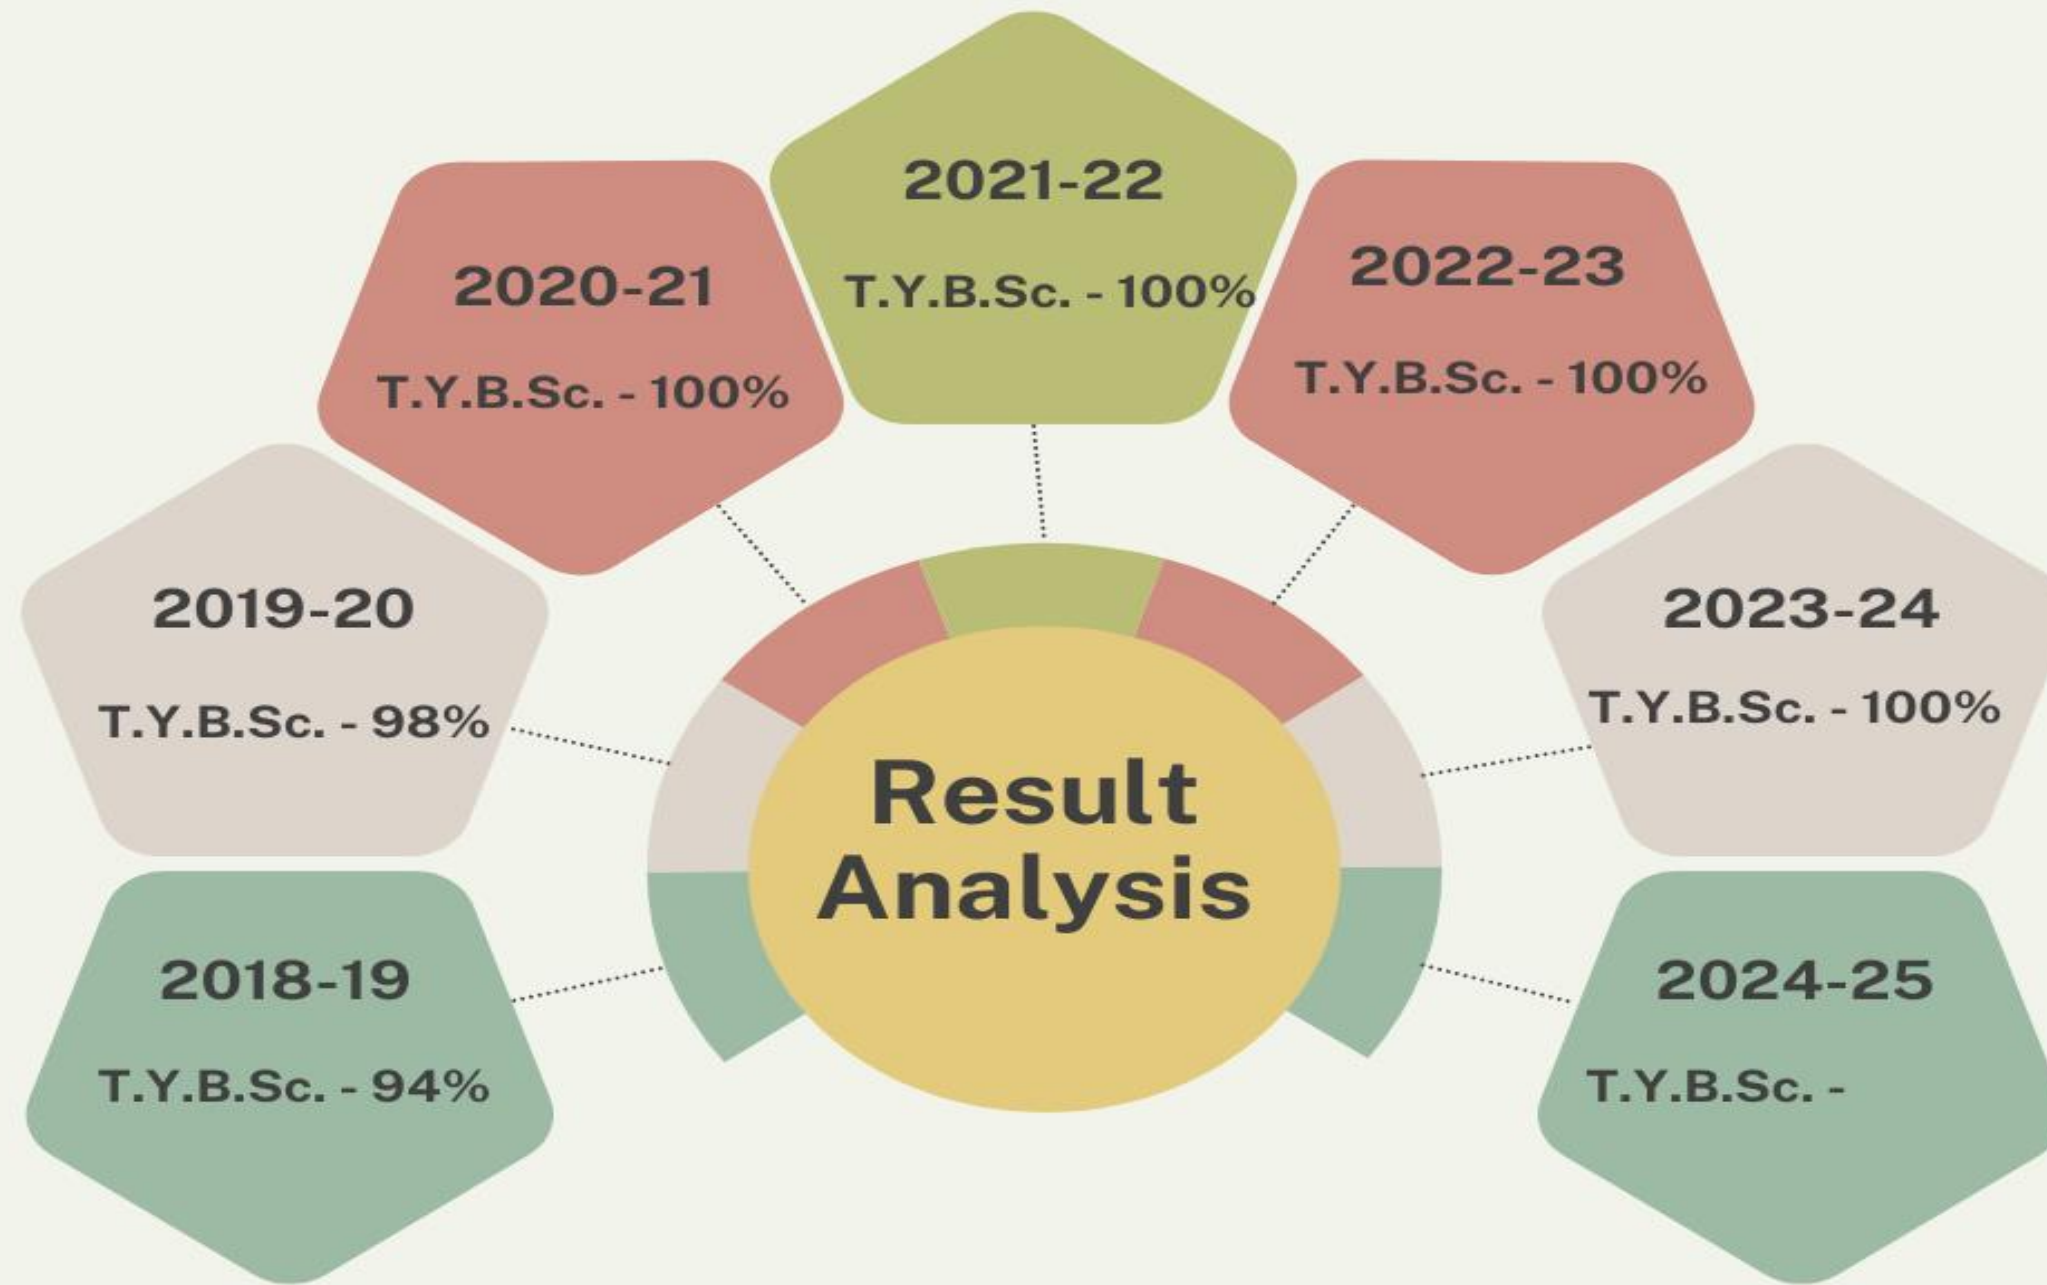 2018-19
T.Y.B.Sc. - 94%
2019-20
T.Y.B.Sc. - 98%
2020-21
T.Y.B.Sc. - 100%
2021-22
T.Y.B.Sc. - 100%
2022-23
T.Y.B.Sc. - 100%
2023-24
T.Y.B.Sc. - 100%
2024-25
T.Y.B.Sc. -
Result
Analysis